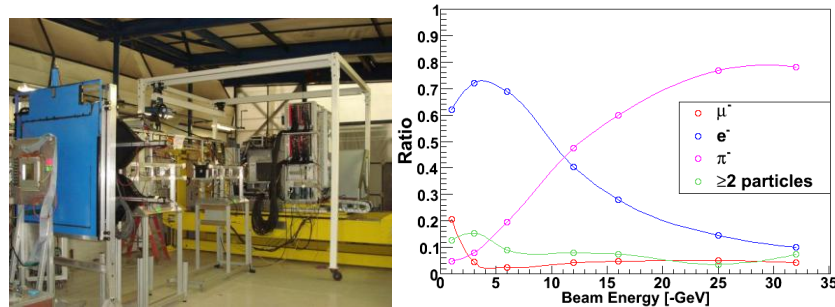 1
0.9
0.8
0.7
0.6
0.5
0.4
0.3
0.2
0.1
0
Ratio
μ⁻
e⁻
π⁻
≥2 particles
0 5 10 15 20 25 30 35
Beam Energy [-GeV]